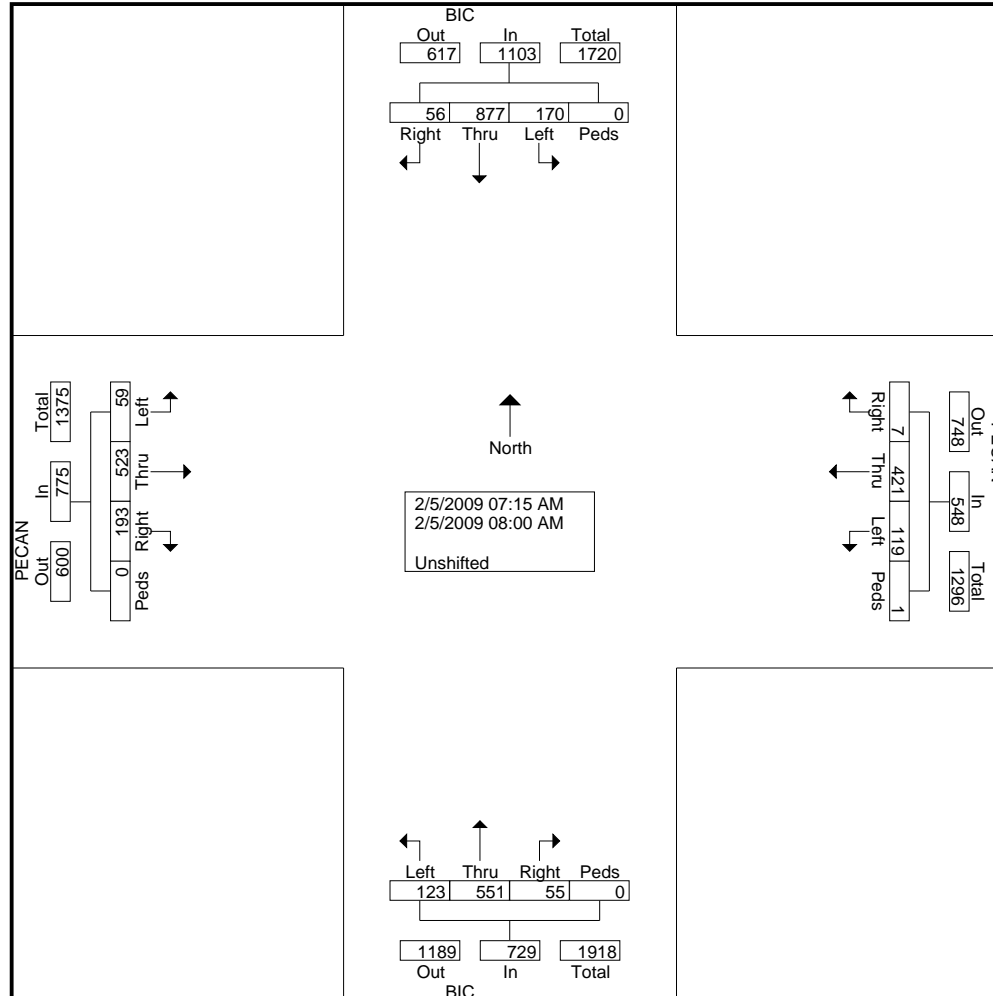 BIC
Out In Total
617 1103 1720
56 877 170 0
Right Thru Left Peds
PECAN
Total In Out
1375 775 600
59 523 193 0
Left Thru Right Peds
North
2/5/2009 07:15 AM
2/5/2009 08:00 AM
Unshifted
Right Thru Left Peds
7 421 119 1
748 548 1296
Out In Total
Left Thru Right Peds
123 551 55 0
1189 729 1918
Out In Total
BIC